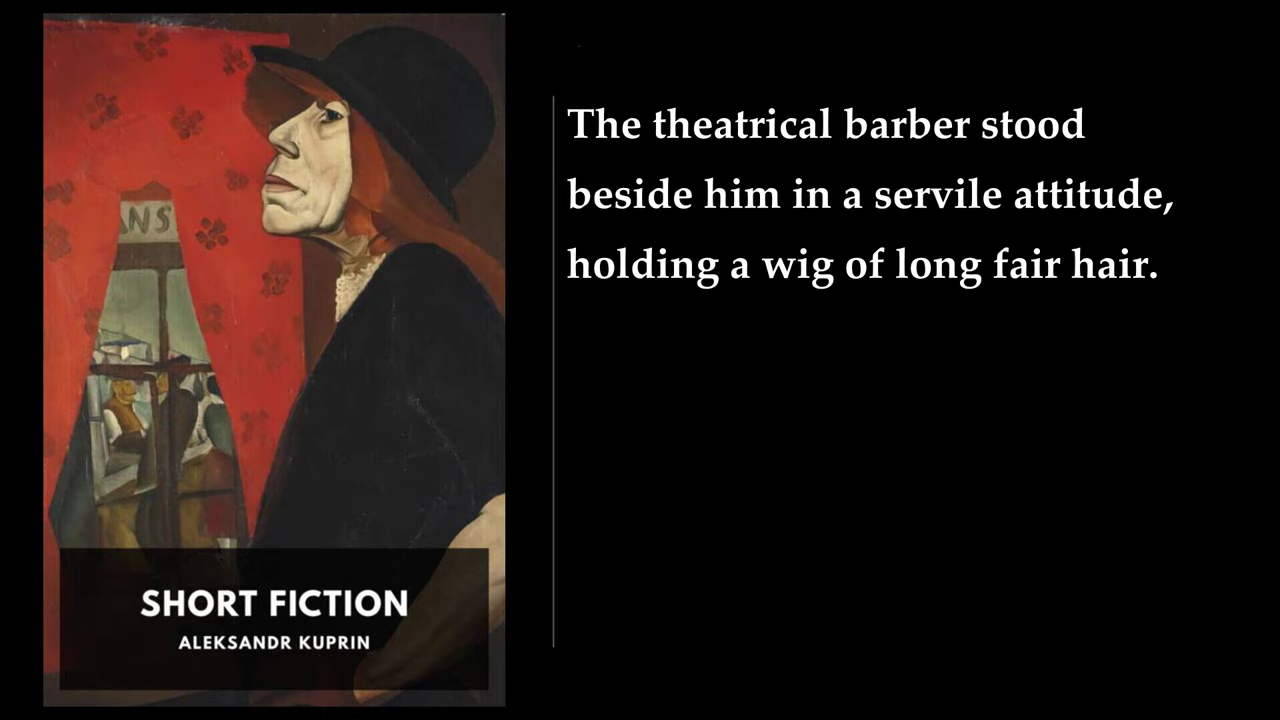 ANS
SHORT FICTION
ALEKSANDR KUPRIN
The theatrical barber stood
beside him in a servile attitude,
holding a wig of long fair hair.